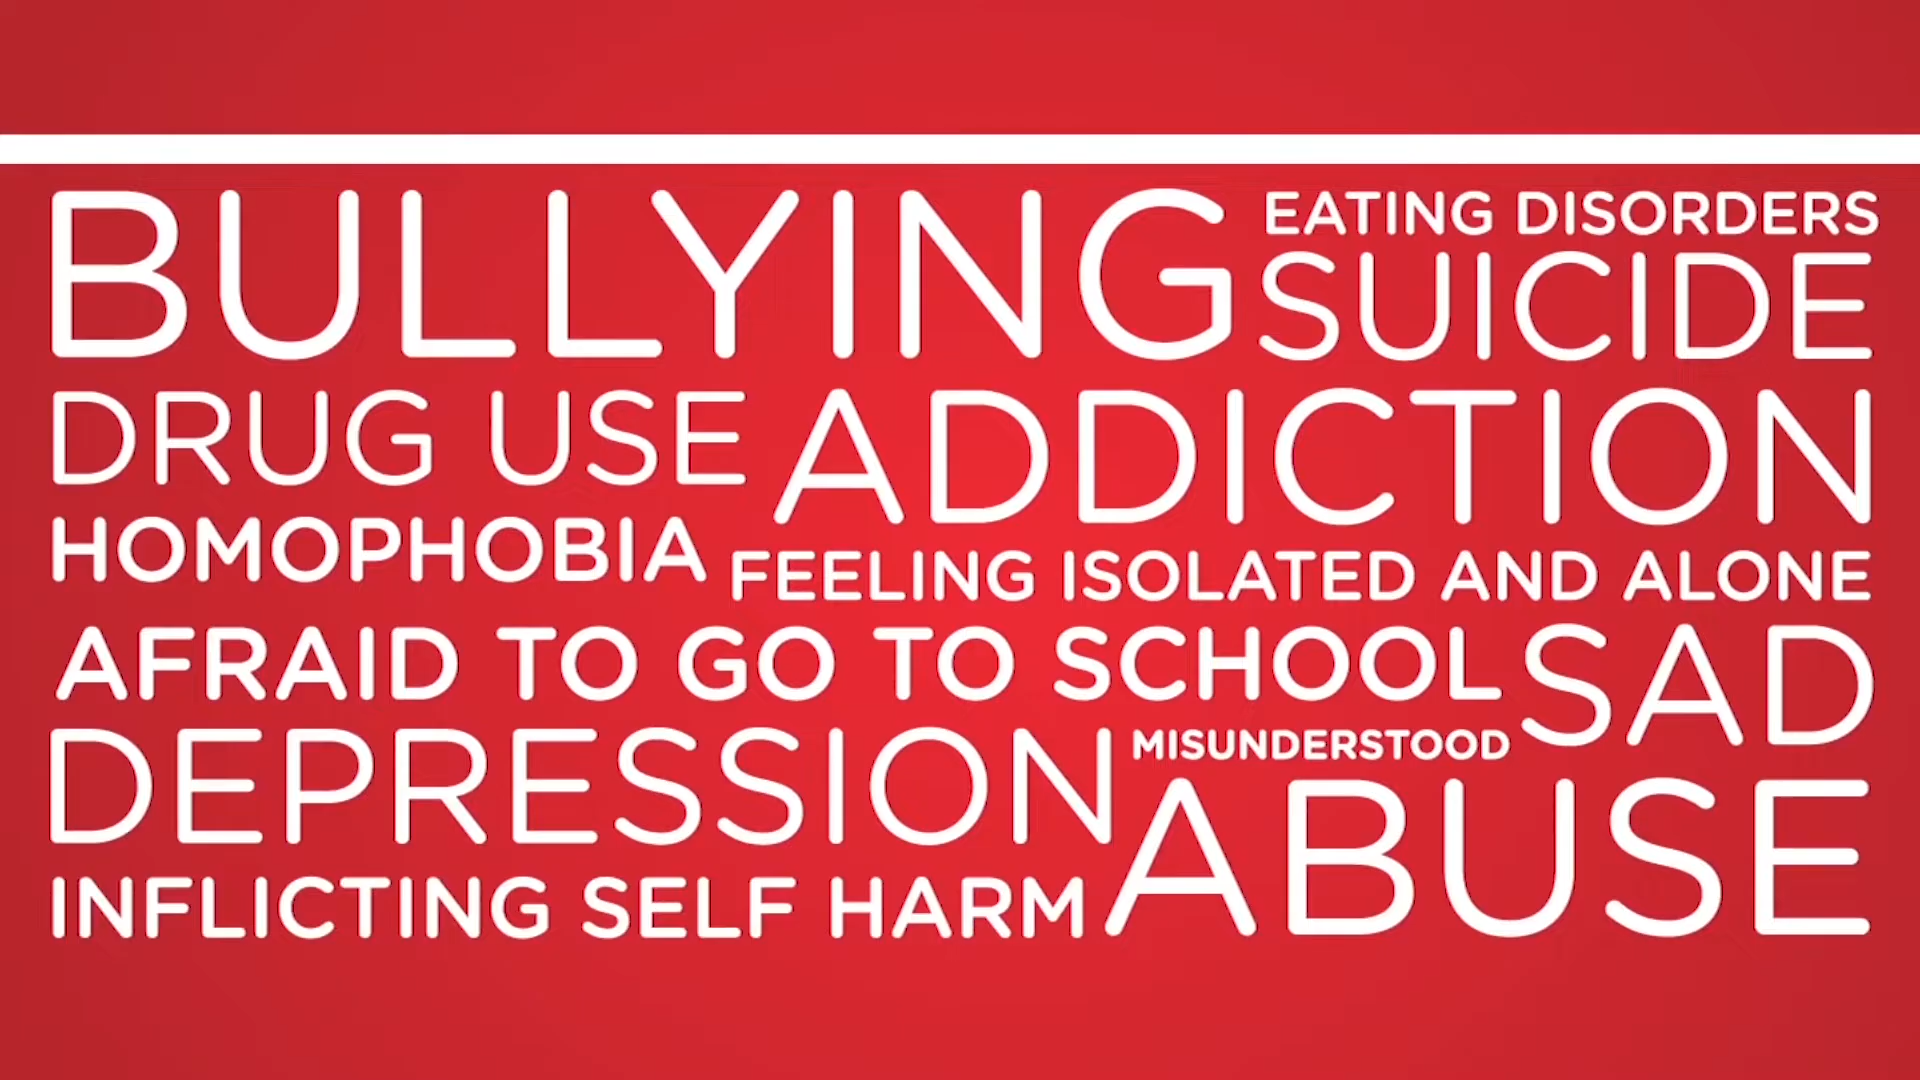 BULLYING
EATING DISORDERS
SUICIDE
DRUG USE
ADDICTION
HOMOPHOBIA
FEELING ISOLATED AND ALONE
AFRAID TO GO TO SCHOOL
SAD
DEPRESSION
MISUNDERSTOOD
ABUSE
INFLICTING SELF HARM